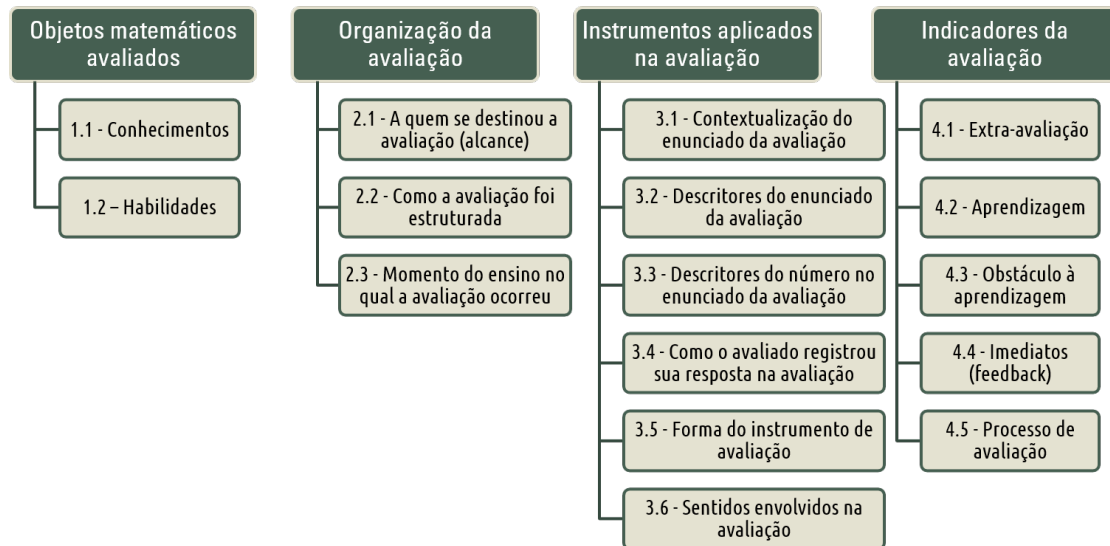 Objetos matemáticos
avaliados
1.1 - Conhecimentos
1.2 – Habilidades
Organização da
avaliação
2.1 - A quem se destinou a
avaliação (alcance)
2.2 - Como a avaliação foi
estruturada
2.3 - Momento do ensino no
qual a avaliação ocorreu
Instrumentos aplicados
na avaliação
3.1 - Contextualização do
enunciado da avaliação
3.2 - Descritores do enunciado
da avaliação
3.3 - Descritores do número no
enunciado da avaliação
3.4 - Como o avaliado registrou
sua resposta na avaliação
3.5 - Forma do instrumento de
avaliação
3.6 - Sentidos envolvidos na
avaliação
Indicadores da
avaliação
4.1 - Extra-avaliação
4.2 - Aprendizagem
4.3 - Obstáculo à
aprendizagem
4.4 - Imediatos
(feedback)
4.5 - Processo de
avaliação